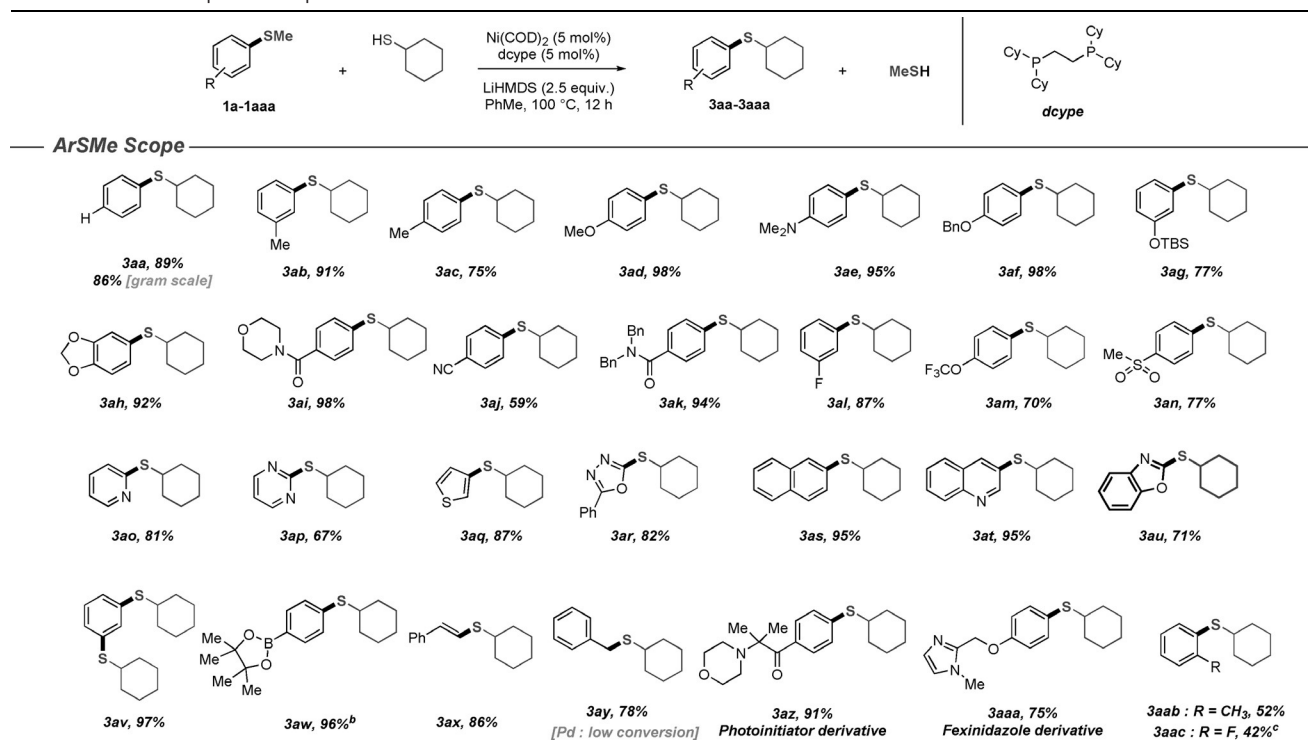 SMe
R
1a-1aaa
+
HS
Ni(COD)2 (5 mol%)
dcype (5 mol%)
LiHMDS (2.5 equiv.)
PhMe, 100 °C, 12 h
S
R
3aa-3aaa
+
MeSH
Cy
P
Cy
Cy
P
Cy
dcype
ArSMe Scope
S
H
3aa, 89%
86% [gram scale]
S
Me
3ab, 91%
S
Me
3ac, 75%
S
MeO
3ad, 98%
S
Me2N
3ae, 95%
S
BnO
3af, 98%
S
OTBS
3ag, 77%
O
O
S
3ah, 92%
O
N
O
S
3ai, 98%
S
NC
3aj, 59%
Bn
N
Bn
O
S
3ak, 94%
S
F
3al, 87%
S
F3CO
3am, 70%
Me
S
O
O
S
3an, 77%
N
S
3ao, 81%
N
N
S
3ap, 67%
S
S
3aq, 87%
N
N
O
Ph
S
3ar, 82%
S
3as, 95%
N
S
3at, 95%
N
O
S
3au, 71%
S
S
3av, 97%
Me
Me
Me
Me
O
B
O
S
3aw, 96%b
Ph
S
3ax, 86%
S
3ay, 78%
[Pd : low conversion]
Me
Me
N
O
O
S
3az, 91%
Photoinitiator derivative
N
N
Me
O
S
3aaa, 75%
Fexinidazole derivative
S
R
3aab : R = CH3, 52%
3aac : R = F, 42%c